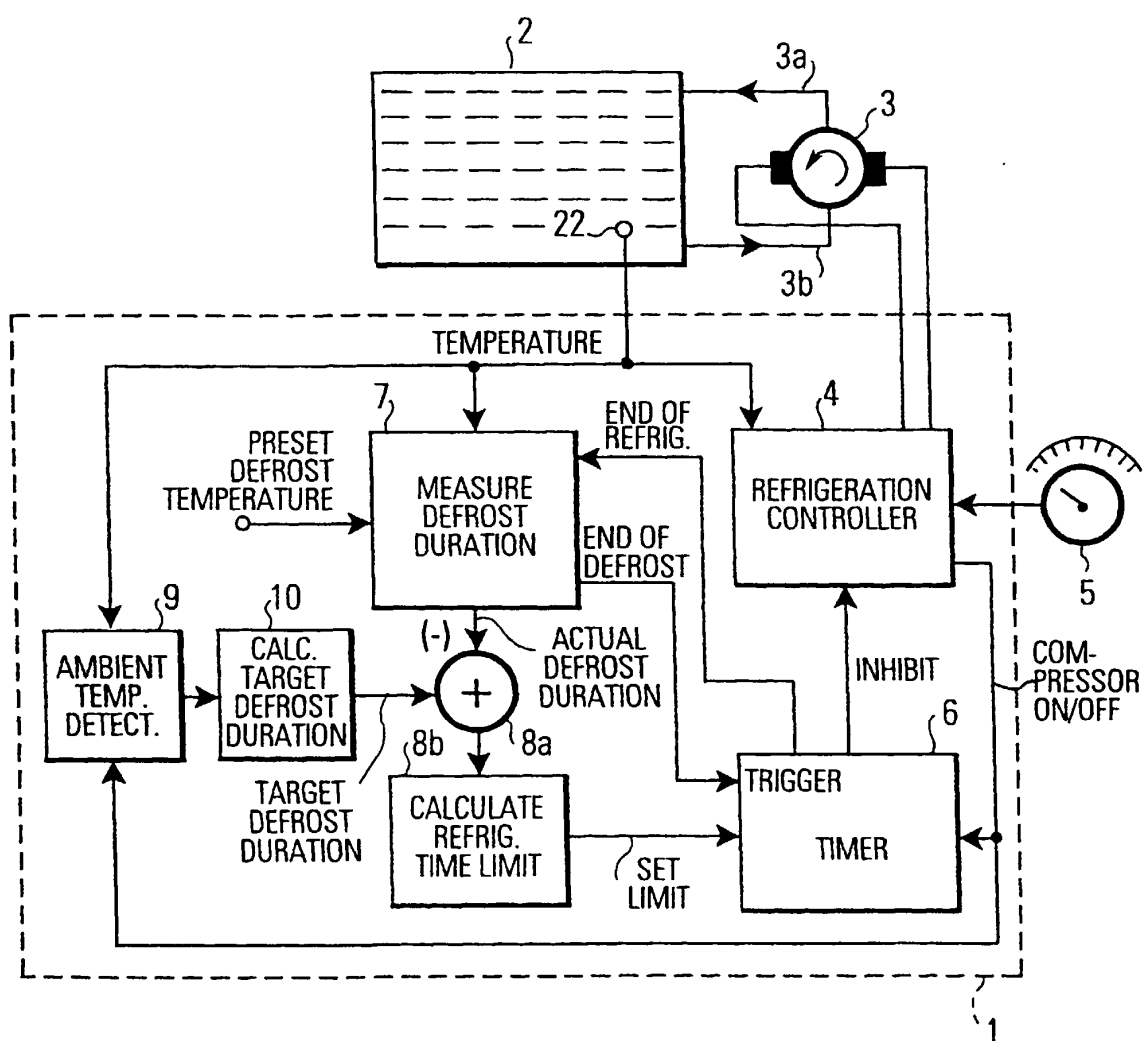 2
3a
3
22
3b
TEMPERATURE
7
END OF
REFRIG.
4
PRESET
DEFROST
TEMPERATURE
MEASURE
DEFROST
DURATION
REFRIGERATION
CONTROLLER
END OF
DEFROST
5
9
10
(-)
ACTUAL
DEFROST
DURATION
INHIBIT
COM-
PRESSOR
ON/OFF
AMBIENT
TEMP.
DETECT.
CALC.
TARGET
DEFROST
DURATION
+
8a
6
8b
TARGET
DEFROST
DURATION
CALCULATE
REFRIG.
TIME LIMIT
SET
LIMIT
TRIGGER
TIMER
1